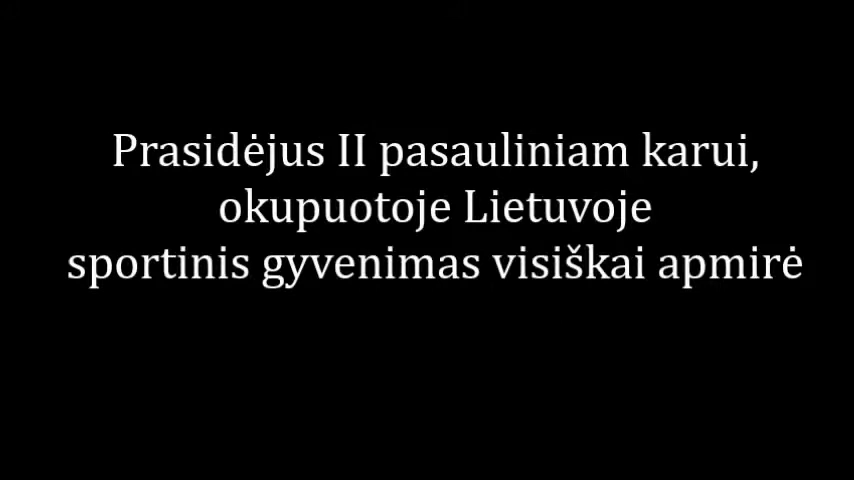 Prasidėjus II pasauliniam karui,
okupuotoje Lietuvoje
sportinis gyvenimas visiškai apmirė